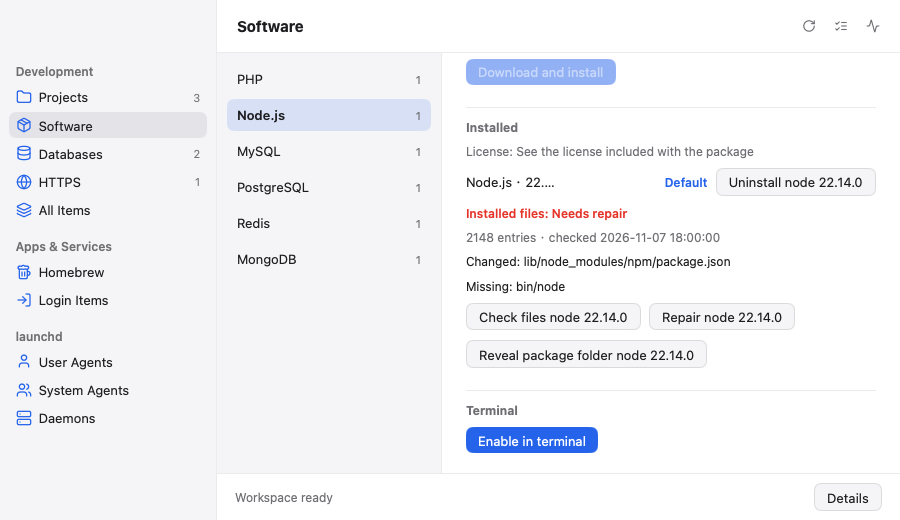 Software
Development
Projects 3
Software
Databases 2
HTTPS 1
All Items
Apps & Services
Homebrew
Login Items
launchd
User Agents
System Agents
Daemons
PHP 1
Node.js 1
MySQL 1
PostgreSQL 1
Redis 1
MongoDB 1
Download and install
Installed
License: See the license included with the package
Node.js · 22.... Default Uninstall node 22.14.0
Installed files: Needs repair
2148 entries · checked 2026-11-07 18:00:00
Changed: lib/node_modules/npm/package.json
Missing: bin/node
Check files node 22.14.0 Repair node 22.14.0
Reveal package folder node 22.14.0
Terminal
Enable in terminal
Workspace ready Details